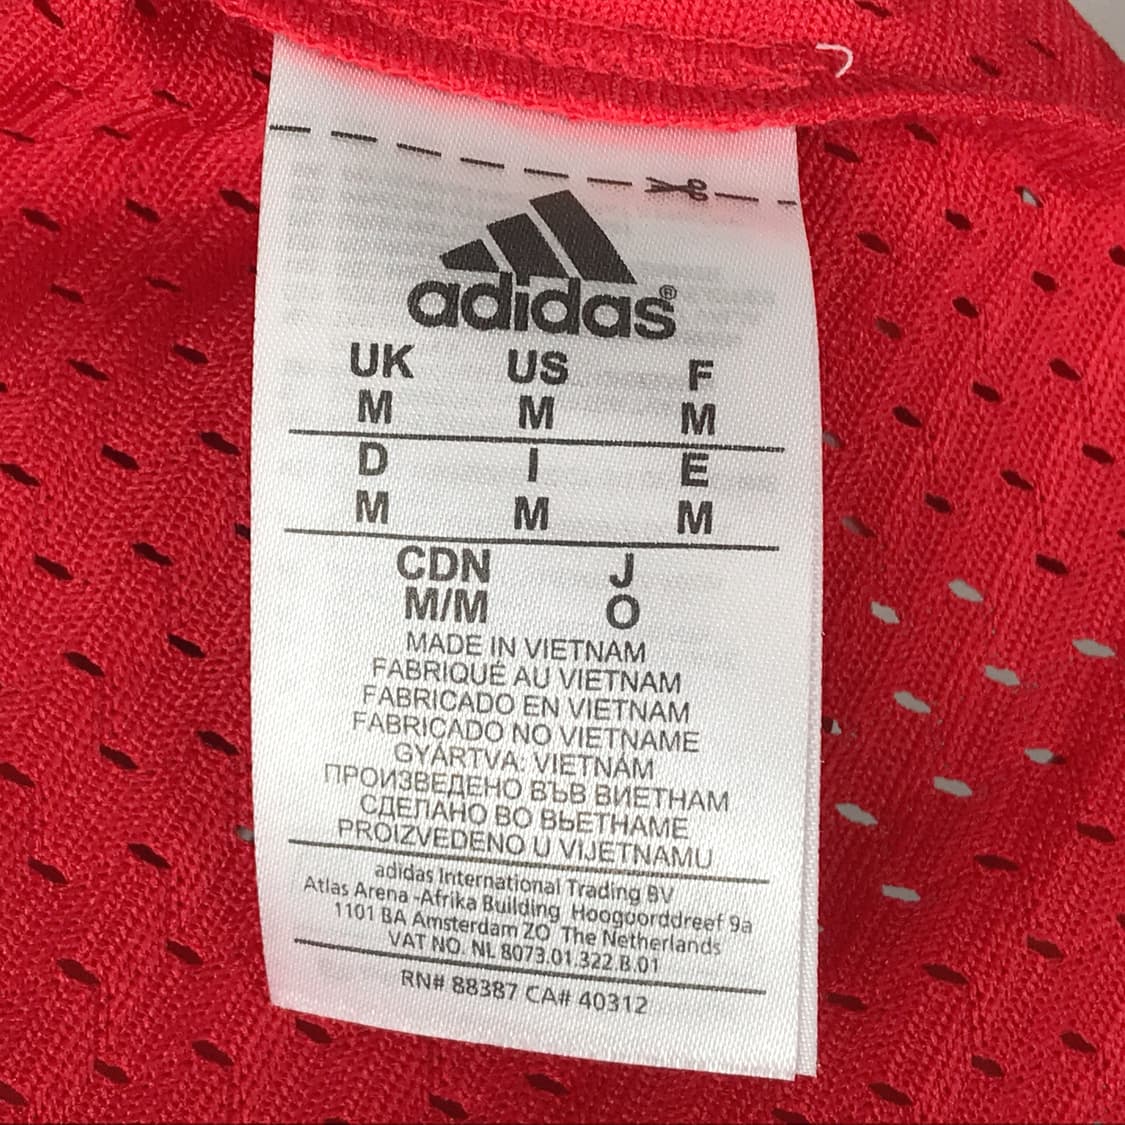 adidas®
UK US F
M M M
D I E
M M M
CDN J
M/M O
MADE IN VIETNAM
FABRIQUÉ AU VIETNAM
FABRICADO EN VIETNAM
FABRICADO NO VIETNAME
GYÁRTVA: VIETNÁM
ПРОИЗВЕДЕНО ВЪВ ВИЕТНАМ
СДЕЛАНО ВО ВЬЕТНАМЕ
PROIZVEDENO U VIJETNAMU
adidas International Trading BV
Atlas Arena -Afrika Building Hoogoorddreef 9a
1101 BA Amsterdam ZO The Netherlands
VAT NO. NL 8073.01.322.B.01
RN# 88387 CA# 40312